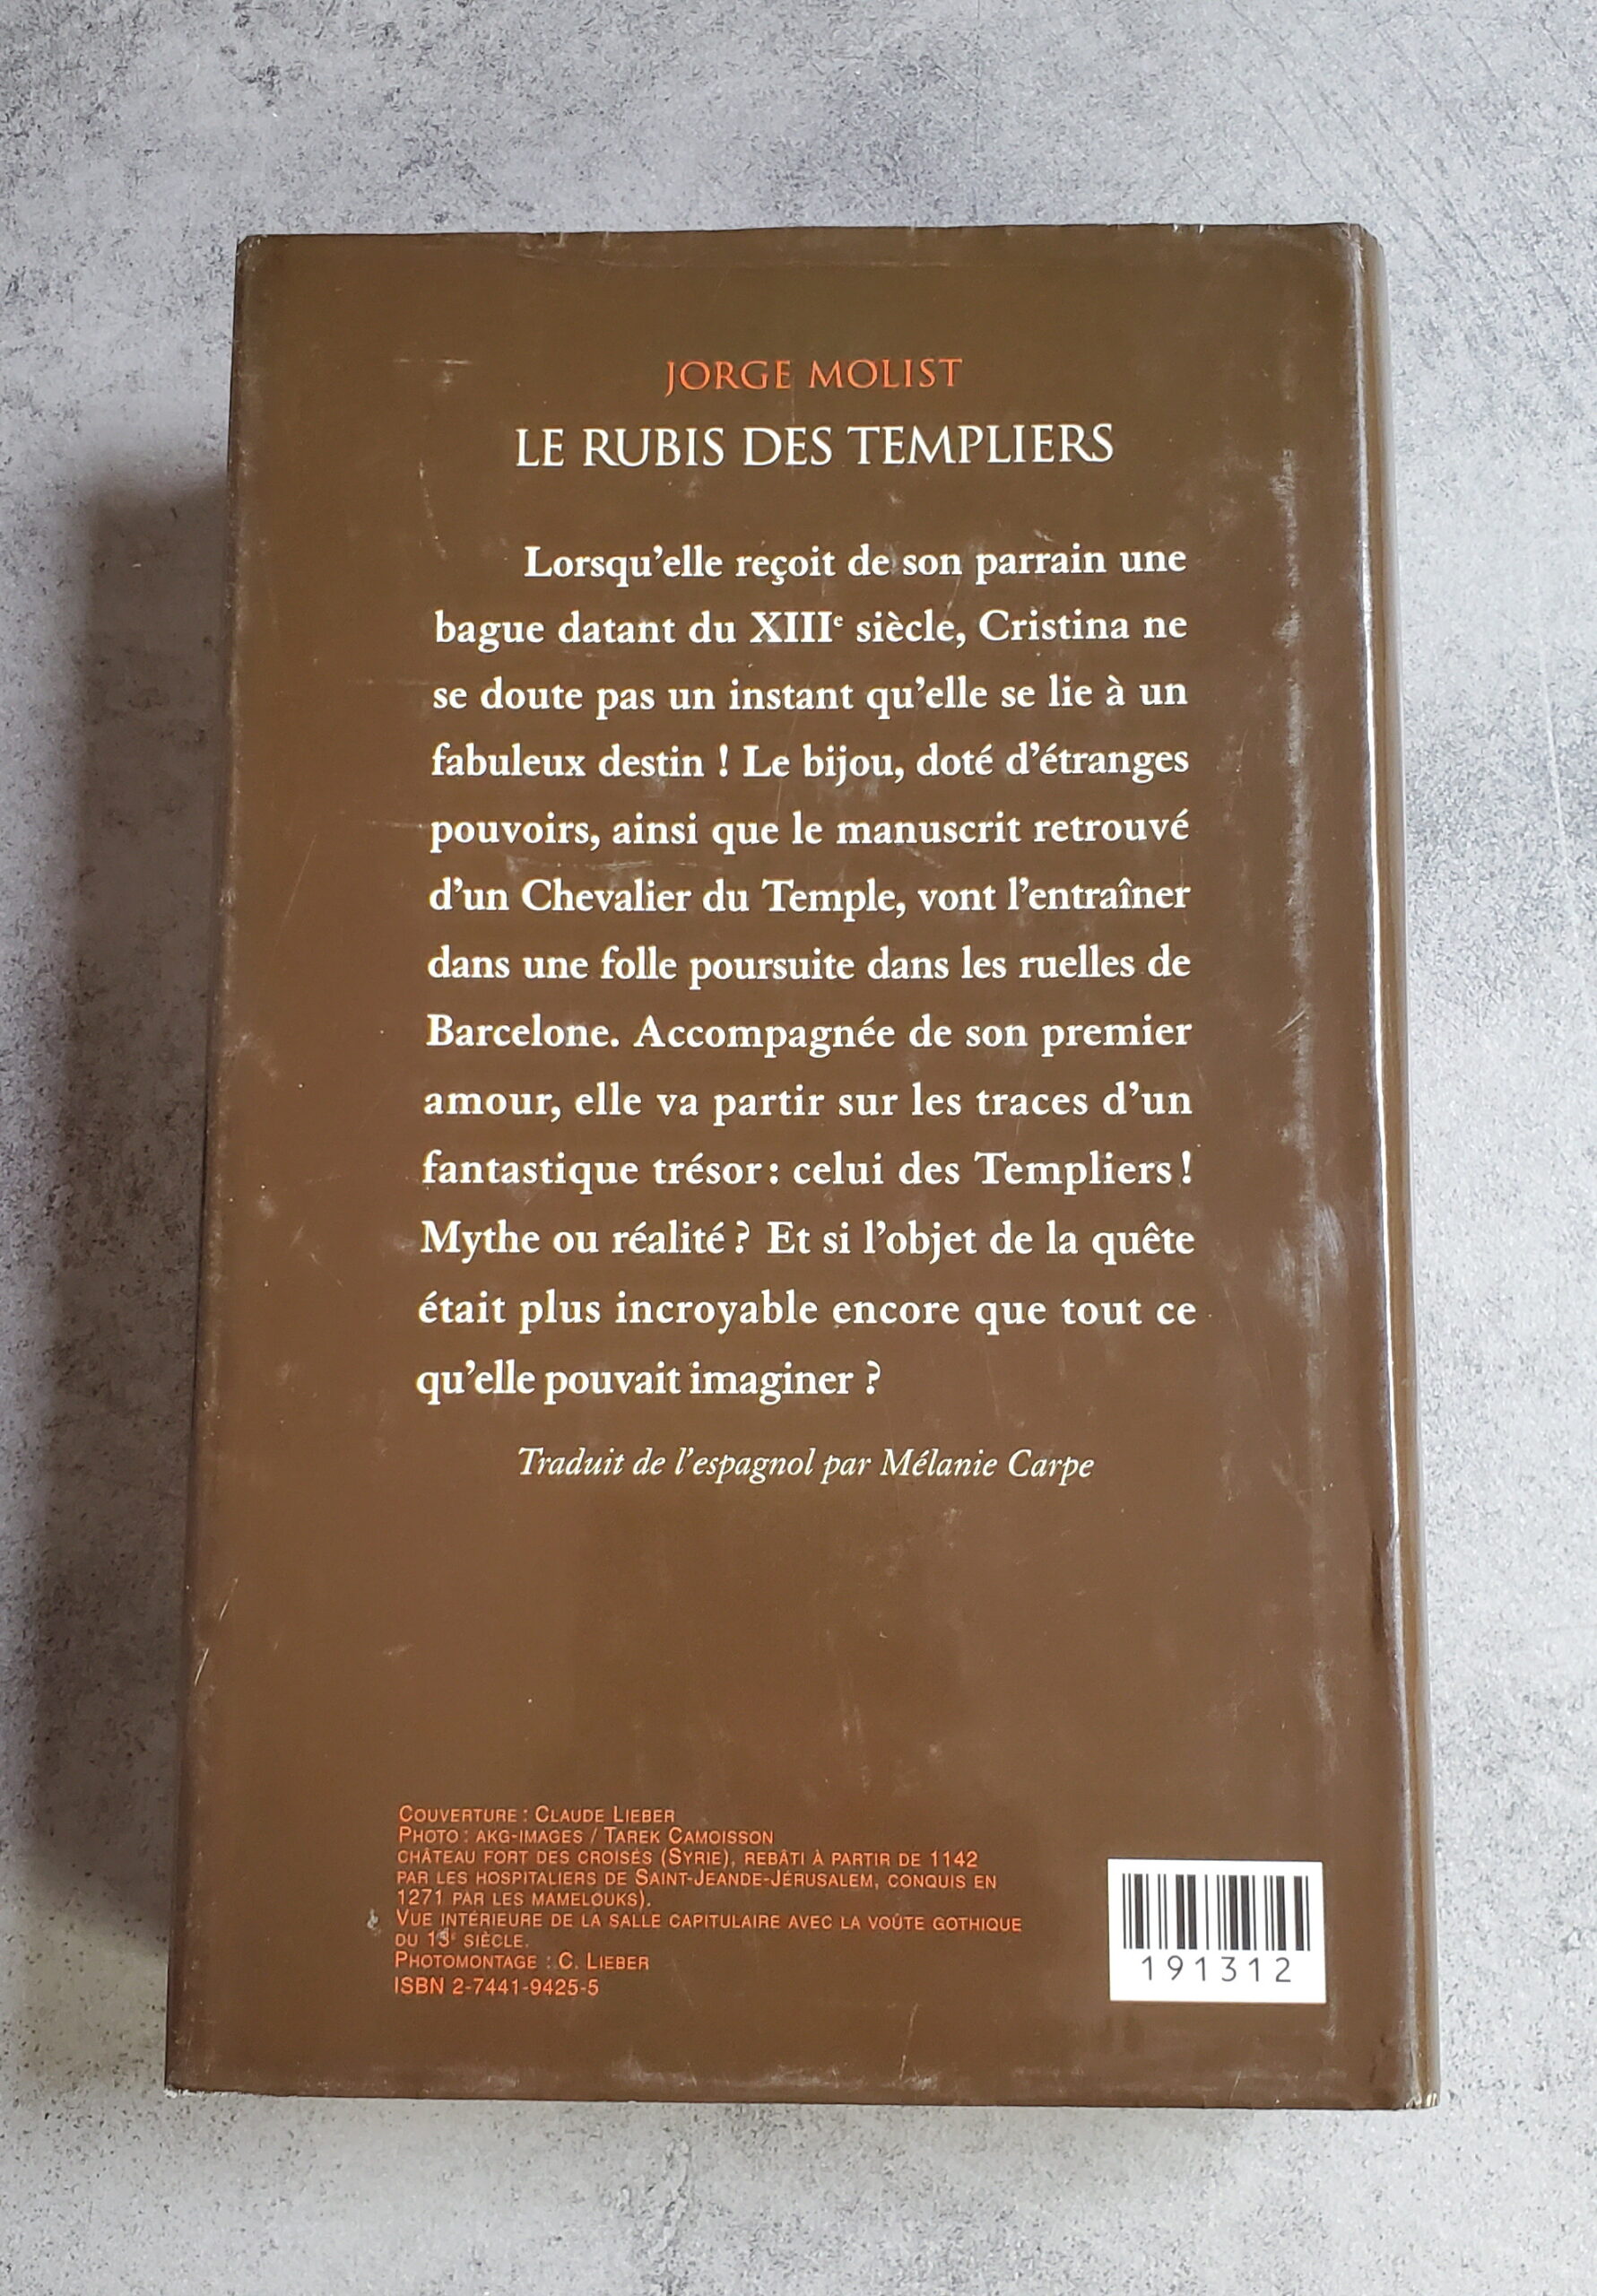 JORGE MOLIST
LE RUBIS DES TEMPLIERS
Lorsqu'elle reçoit de son parrain une
bague datant du XIIIe siècle, Cristina ne
se doute pas un instant qu'elle se lie à un
fabuleux destin ! Le bijou, doté d'étranges
pouvoirs, ainsi que le manuscrit retrouvé
d'un Chevalier du Temple, vont l'entraîner
dans une folle poursuite dans les ruelles de
Barcelone. Accompagnée de son premier
amour, elle va partir sur les traces d'un
fantastique trésor : celui des Templiers !
Mythe ou réalité ? Et si l'objet de la quête
était plus incroyable encore que tout ce
qu'elle pouvait imaginer ?
Traduit de l'espagnol par Mélanie Carpe
COUVERTURE : CLAUDE LIEBER
PHOTO : AKG-IMAGES / TAREK CAMOISSON
CHÂTEAU FORT DES CROISÉS (SYRIE), REBÂTI À PARTIR DE 1142
PAR LES HOSPITALIERS DE SAINT-JEANDE-JÉRUSALEM, CONQUIS EN
1271 PAR LES MAMELOUKS).
VUE INTÉRIEURE DE LA SALLE CAPITULAIRE AVEC LA VOÛTE GOTHIQUE
DU 13E SIÈCLE.
PHOTOMONTAGE : C. LIEBER
ISBN 2-7441-9425-5
191312